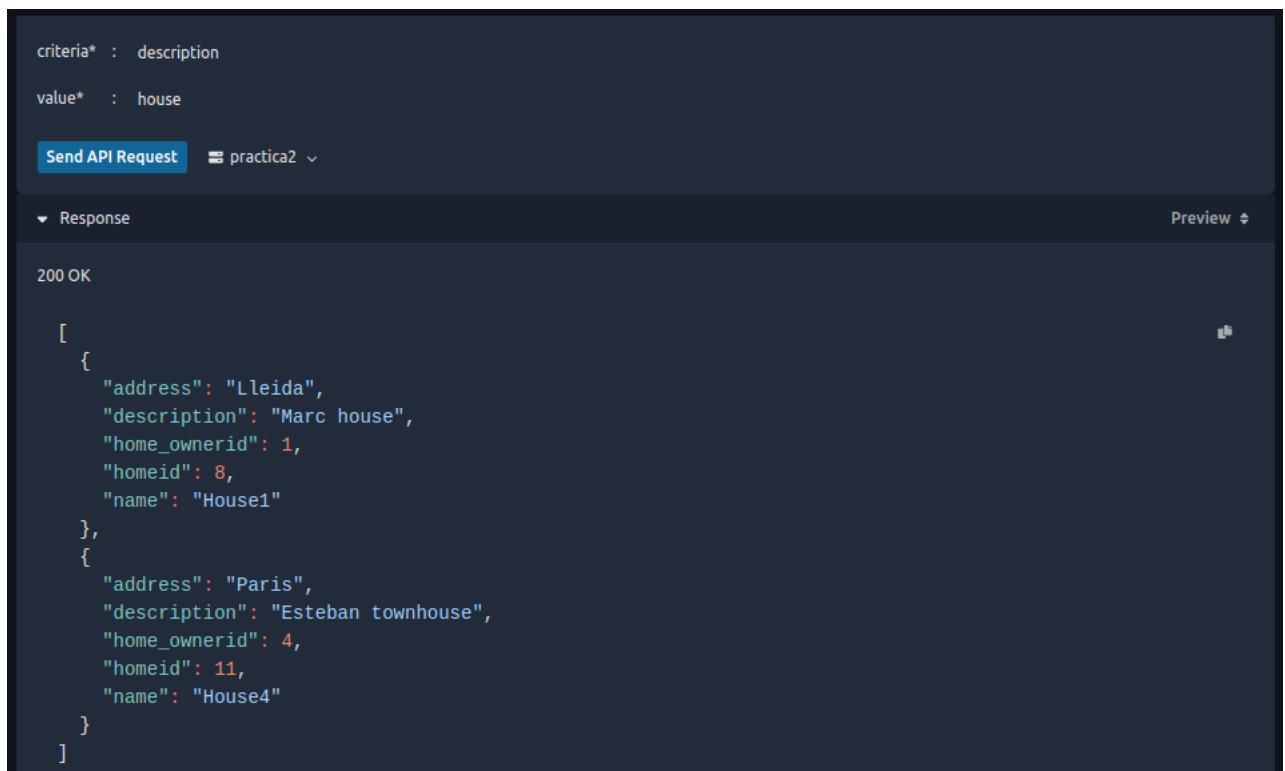 criteria* : description
value* : house
Send API Request practica2
Response Preview
200 OK
[
{
"address": "Lleida",
"description": "Marc house",
"home_ownerid": 1,
"homeid": 8,
"name": "House1"
},
{
"address": "Paris",
"description": "Esteban townhouse",
"home_ownerid": 4,
"homeid": 11,
"name": "House4"
}
]